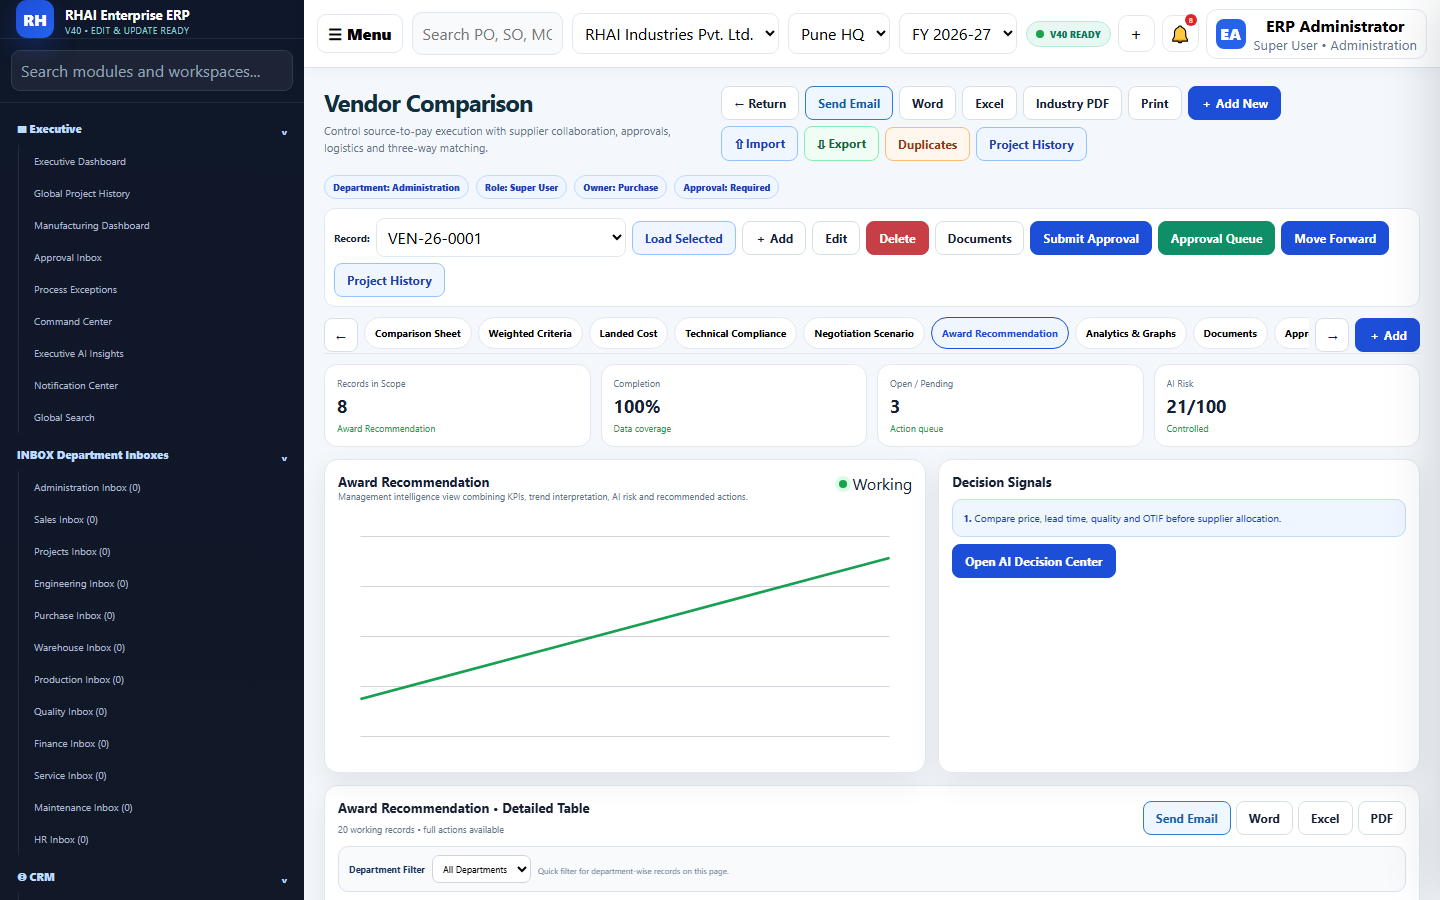 RH
RHAI Enterprise ERP
V40 • EDIT & UPDATE READY
Search modules and workspaces...
Executive
Executive Dashboard
Global Project History
Manufacturing Dashboard
Approval Inbox
Process Exceptions
Command Center
Executive AI Insights
Notification Center
Global Search
INBOX Department Inboxes
Administration Inbox (0)
Sales Inbox (0)
Projects Inbox (0)
Engineering Inbox (0)
Purchase Inbox (0)
Warehouse Inbox (0)
Production Inbox (0)
Quality Inbox (0)
Finance Inbox (0)
Service Inbox (0)
Maintenance Inbox (0)
HR Inbox (0)
CRM
☰ Menu
Search PO, SO, MO
RHAI Industries Pvt. Ltd.
Pune HQ
FY 2026-27
V40 READY
+
8
EA
ERP Administrator
Super User • Administration
Vendor Comparison
Control source-to-pay execution with supplier collaboration, approvals,
logistics and three-way matching.
← Return
Send Email
Word
Excel
Industry PDF
Print
+ Add New
⇧ Import
⇩ Export
Duplicates
Project History
Department: Administration
Role: Super User
Owner: Purchase
Approval: Required
Record:
VEN-26-0001
Load Selected
+ Add
Edit
Delete
Documents
Submit Approval
Approval Queue
Move Forward
Project History
←
Comparison Sheet
Weighted Criteria
Landed Cost
Technical Compliance
Negotiation Scenario
Award Recommendation
Analytics & Graphs
Documents
Appr
→
+ Add
Records in Scope
8
Award Recommendation
Completion
100%
Data coverage
Open / Pending
3
Action queue
AI Risk
21/100
Controlled
Award Recommendation
Management intelligence view combining KPIs, trend interpretation, AI risk and recommended actions.
Working
Decision Signals
1. Compare price, lead time, quality and OTIF before supplier allocation.
Open AI Decision Center
Award Recommendation • Detailed Table
20 working records • full actions available
Send Email
Word
Excel
PDF
Department Filter
All Departments
Quick filter for department-wise records on this page.